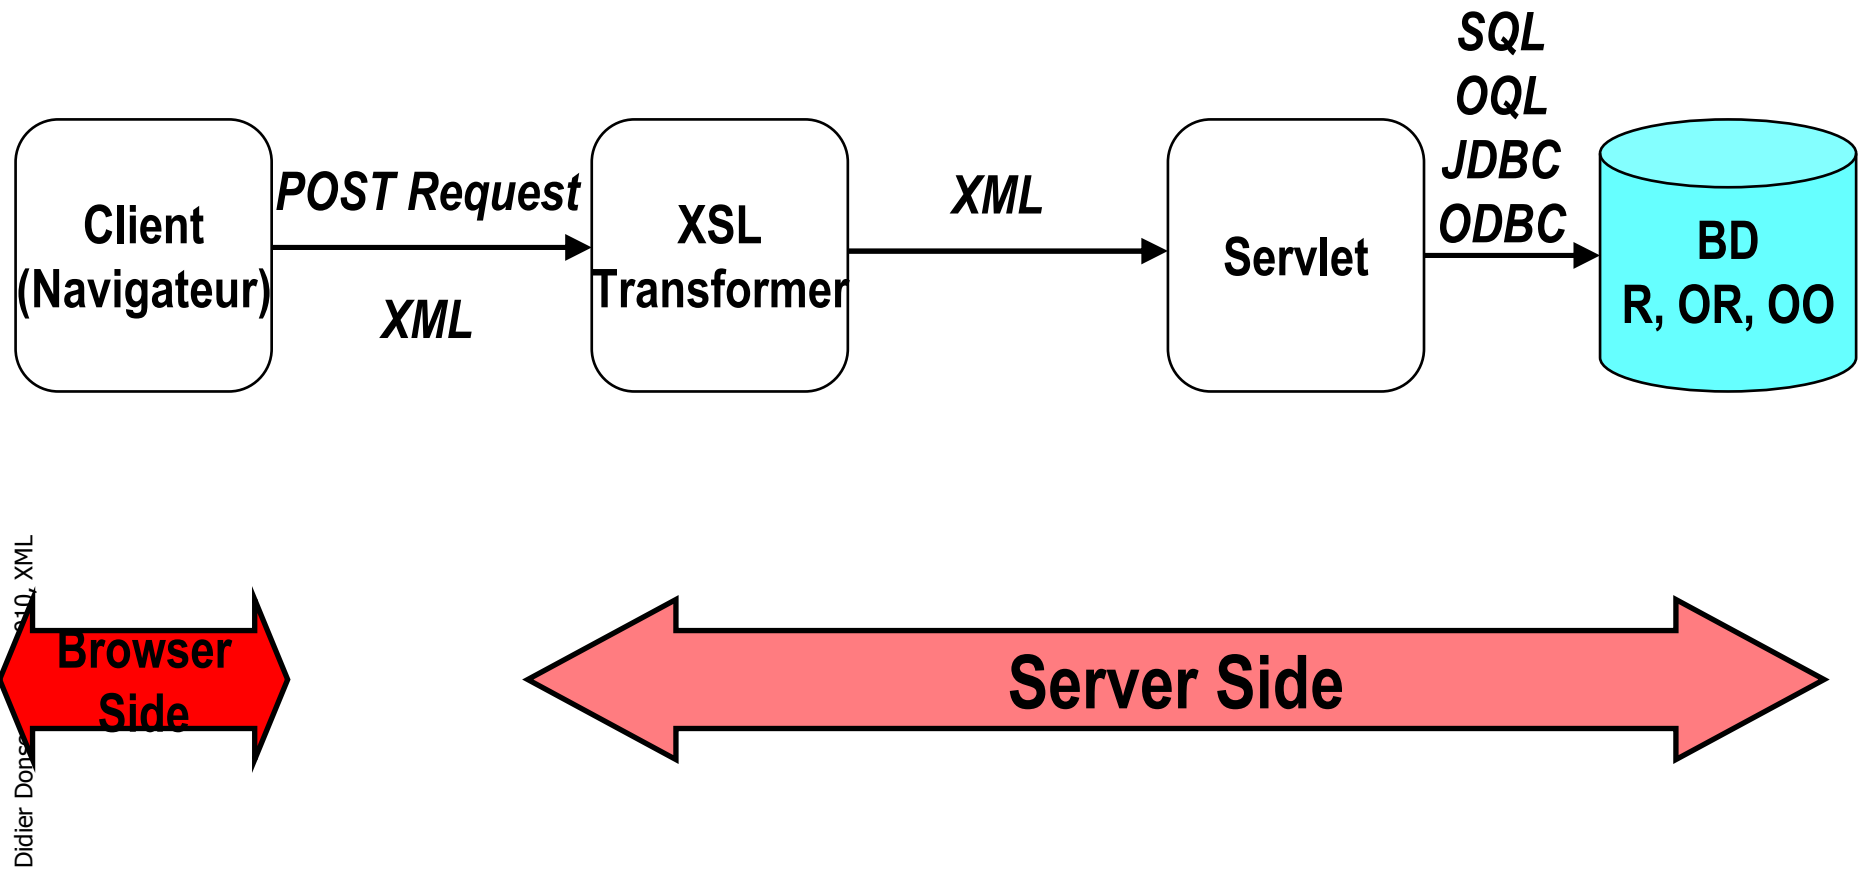 SQL
OQL
JDBC
ODBC
Client
(Navigateur)
POST Request
XML
XSL
Transformer
XML
Servlet
BD
R, OR, OO
Browser
Side
Server Side
Didier XML